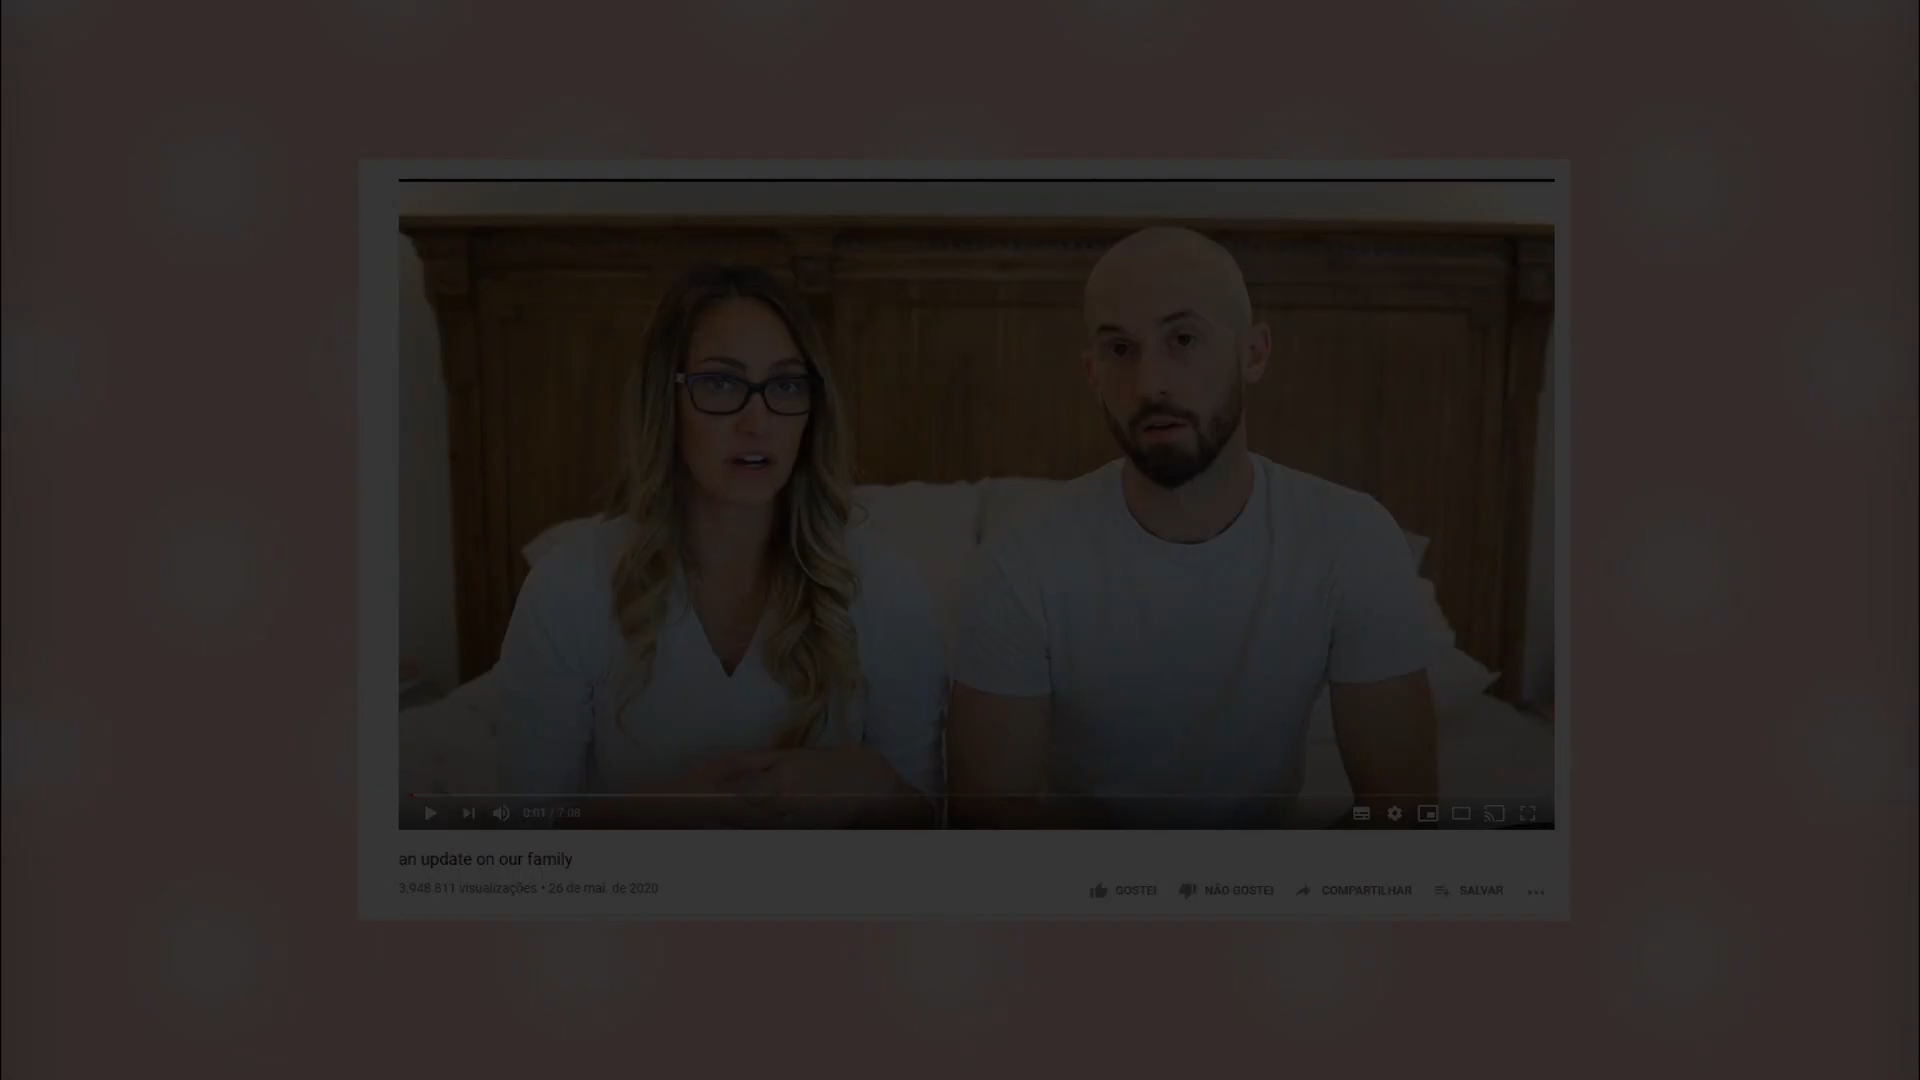 0:01 / 7:08
an update on our family
3.948.811 visualizações • 26 de mai. de 2020
GOSTEI NÃO GOSTEI COMPARTILHAR SALVAR